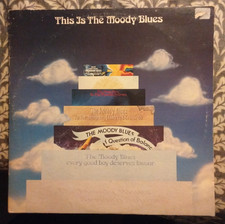 This Is The Moody Blues
THE MOODY BLUES
A Question of Balance
The Moody Blues
every good boy deserves favour